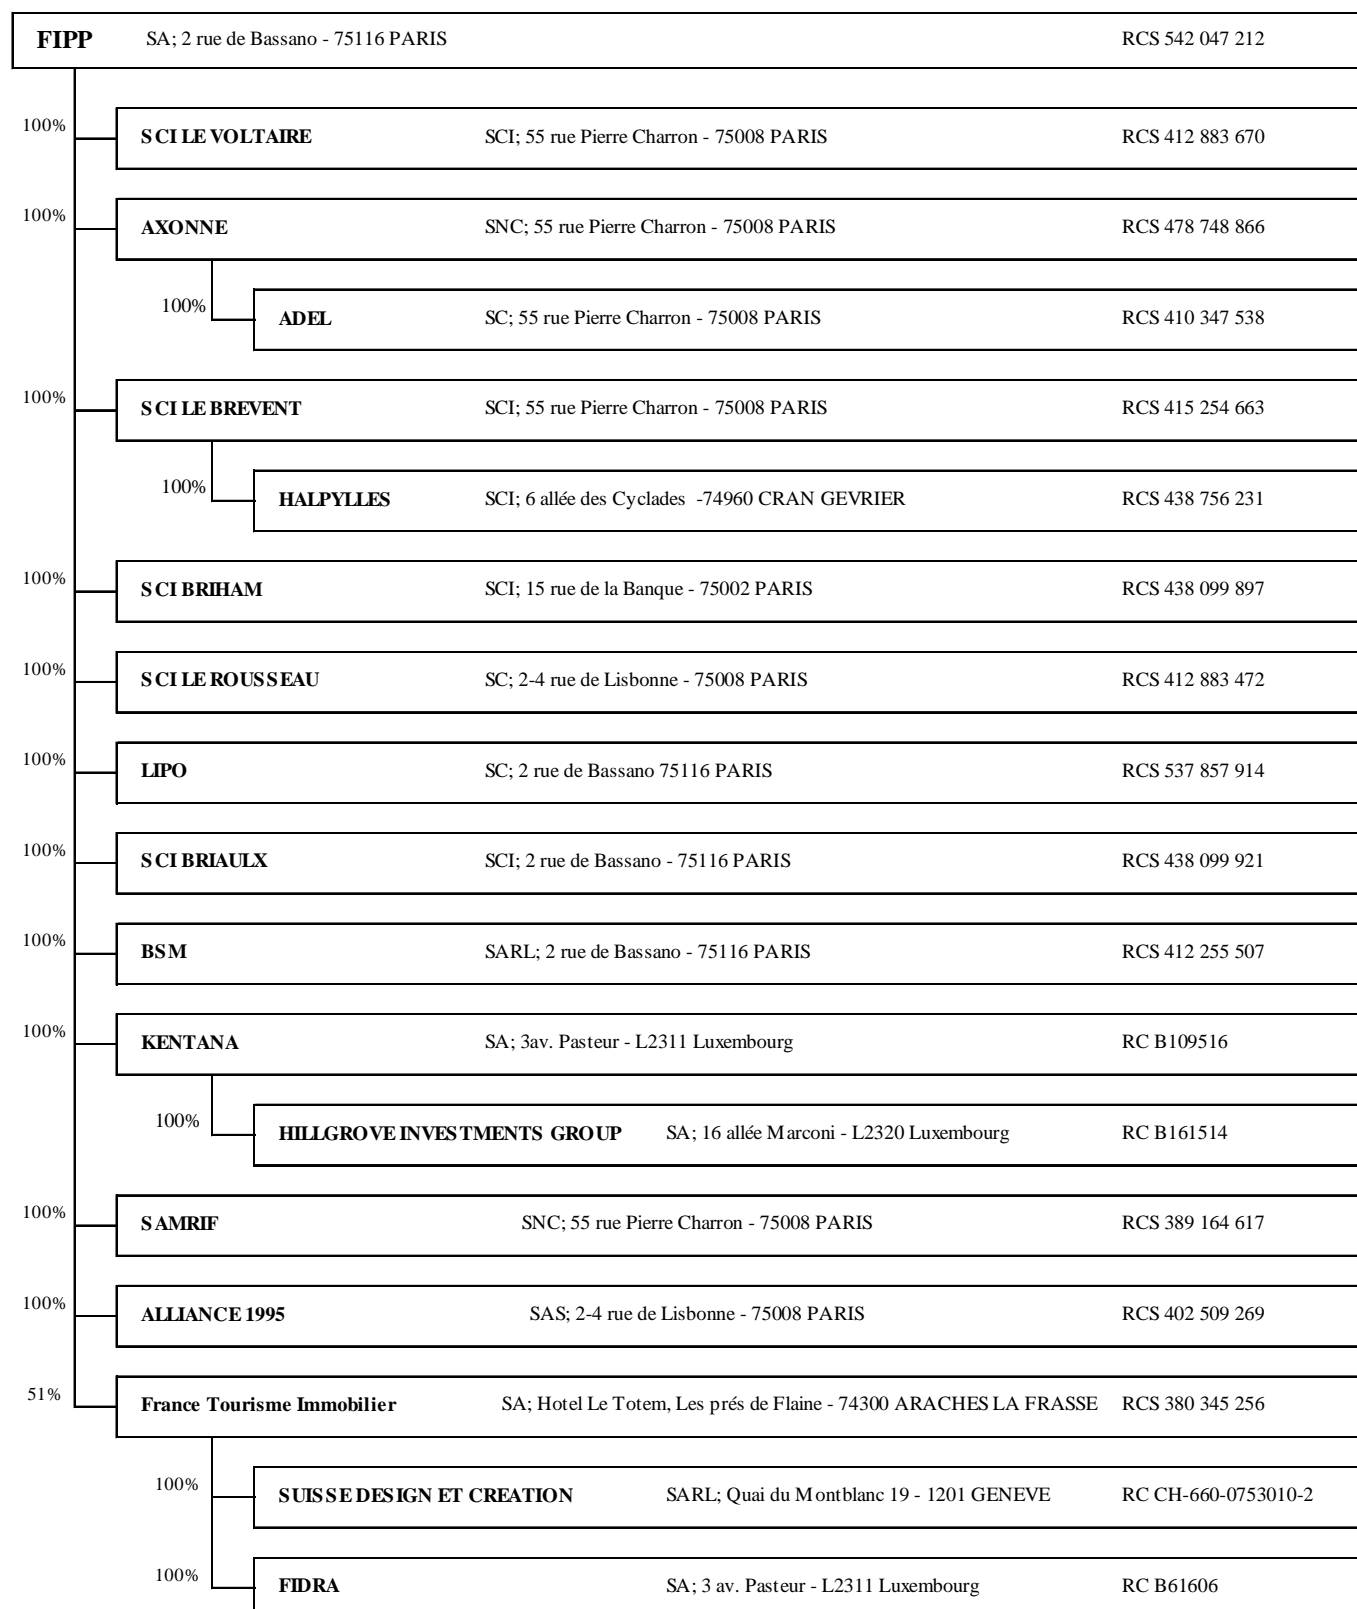 FIPP SA; 2 rue de Bassano - 75116 PARIS RCS 542 047 212
100% SCI LE VOLTAIRE SCI; 55 rue Pierre Charron - 75008 PARIS RCS 412 883 670
100% AXONNE SNC; 55 rue Pierre Charron - 75008 PARIS RCS 478 748 866
100% ADEL SC; 55 rue Pierre Charron - 75008 PARIS RCS 410 347 538
100% SCI LE BREVENT SCI; 55 rue Pierre Charron - 75008 PARIS RCS 415 254 663
100% HALPYLLES SCI; 6 allée des Cyclades -74960 CRAN GEVRIER RCS 438 756 231
100% SCI BRIHAM SCI; 15 rue de la Banque - 75002 PARIS RCS 438 099 897
100% SCI LE ROUSSEAU SC; 2-4 rue de Lisbonne - 75008 PARIS RCS 412 883 472
100% LIPO SC; 2 rue de Bassano 75116 PARIS RCS 537 857 914
100% SCI BRIAULX SCI; 2 rue de Bassano - 75116 PARIS RCS 438 099 921
100% BSM SARL; 2 rue de Bassano - 75116 PARIS RCS 412 255 507
100% KENTANA SA; 3av. Pasteur - L2311 Luxembourg RC B109516
100% HILLGROVE INVESTMENTS GROUP SA; 16 allée Marconi - L2320 Luxembourg RC B161514
100% SAMRIF SNC; 55 rue Pierre Charron - 75008 PARIS RCS 389 164 617
100% ALLIANCE 1995 SAS; 2-4 rue de Lisbonne - 75008 PARIS RCS 402 509 269
51% France Tourisme Immobilier SA; Hotel Le Totem, Les prés de Flaine - 74300 ARACHES LA FRASSE RCS 380 345 256
100% SUISSE DESIGN ET CREATION SARL; Quai du Montblanc 19 - 1201 GENEVE RC CH-660-0753010-2
100% FIDRA SA; 3 av. Pasteur - L2311 Luxembourg RC B61606